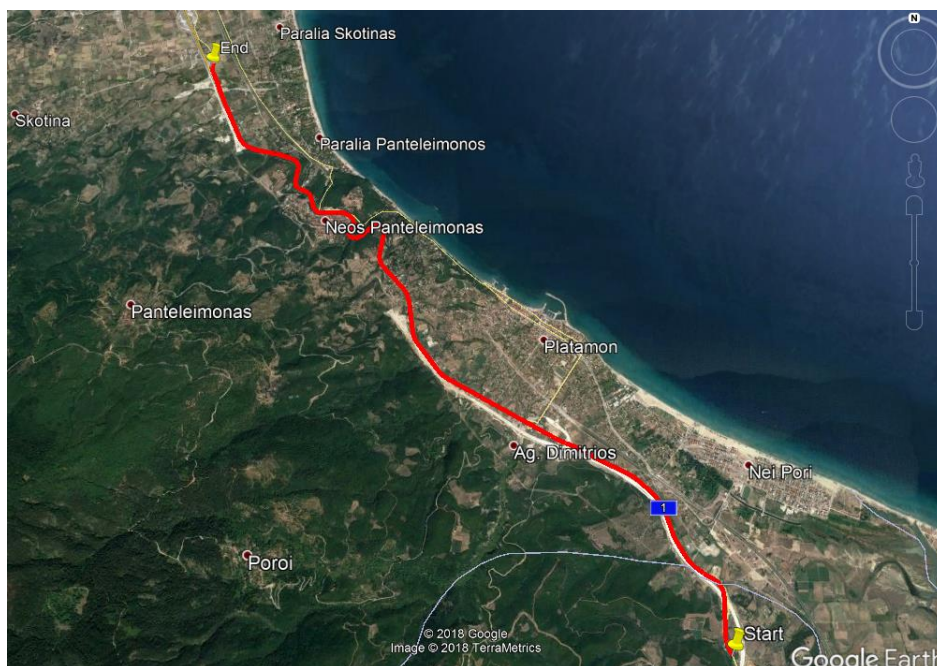 N
Paralia Skotinas
End
Skotina
Paralia Panteleimonos
Neos Panteleimonas
Panteleimonas
Platamon
Ag. Dimitrios
Nei Pori
1
Poroi
Start
© 2018 Google
Image © 2018 TerraMetrics
Google Earth